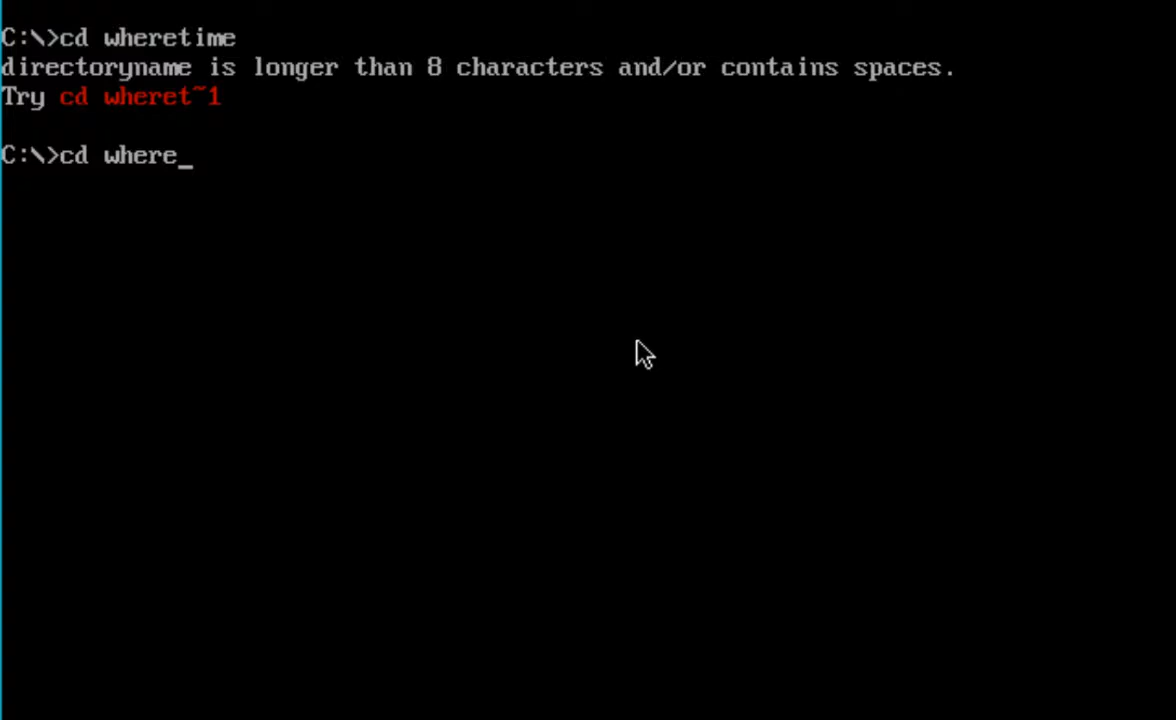 C:\>cd wheretime
directoryname is longer than 8 characters and/or contains spaces.
Try cd wheret~1
C:\>cd where_